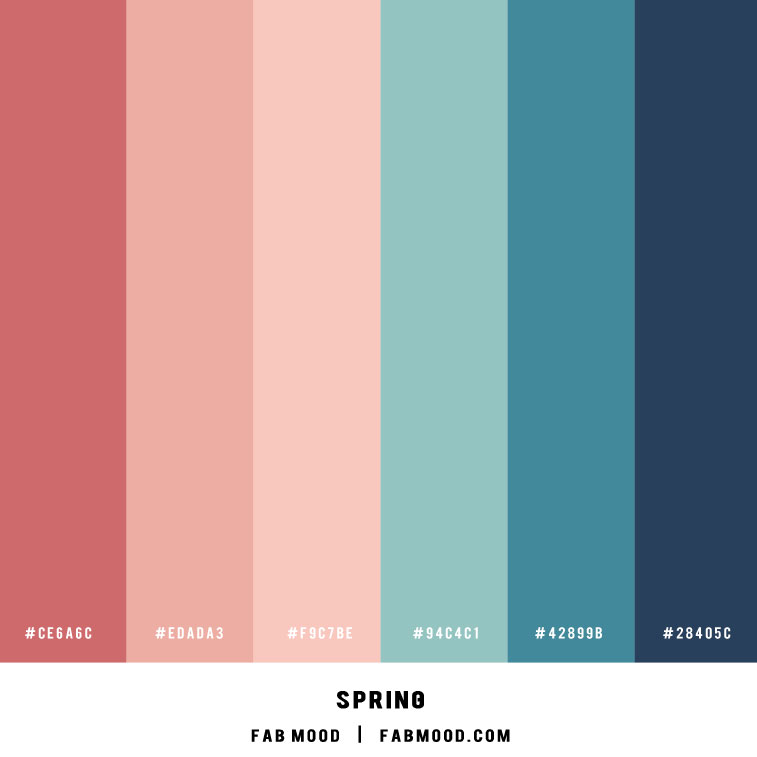 #CE6A6C #EDADA3 #F9C7BE #94C4C1 #42899B #28405C
SPRING
FAB MOOD | FABMOOD.COM